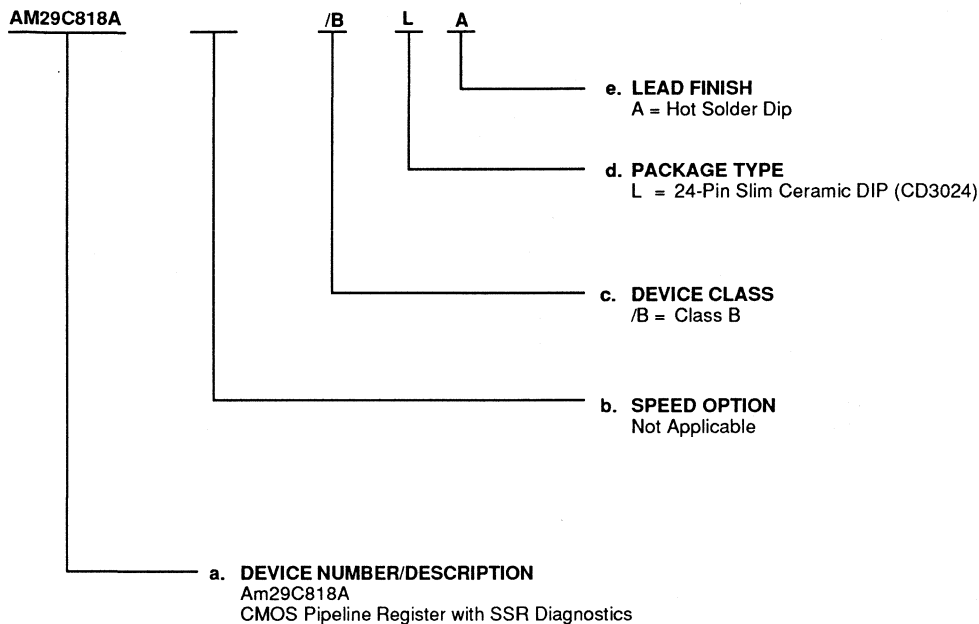 AM29C818A /B L A
e. LEAD FINISH
A = Hot Solder Dip
d. PACKAGE TYPE
L = 24-Pin Slim Ceramic DIP (CD3024)
c. DEVICE CLASS
/B = Class B
b. SPEED OPTION
Not Applicable
a. DEVICE NUMBER/DESCRIPTION
Am29C818A
CMOS Pipeline Register with SSR Diagnostics